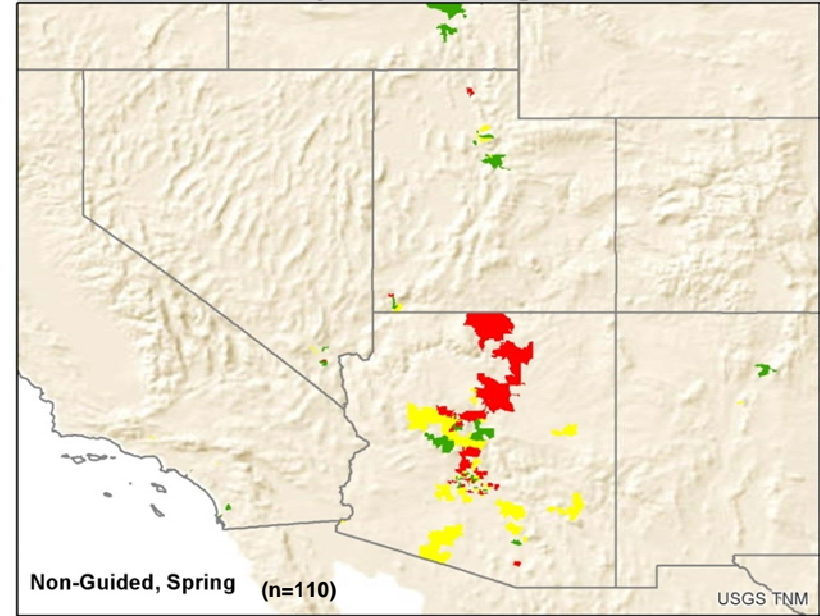 Non-Guided, Spring (n=110)
USGS TNM